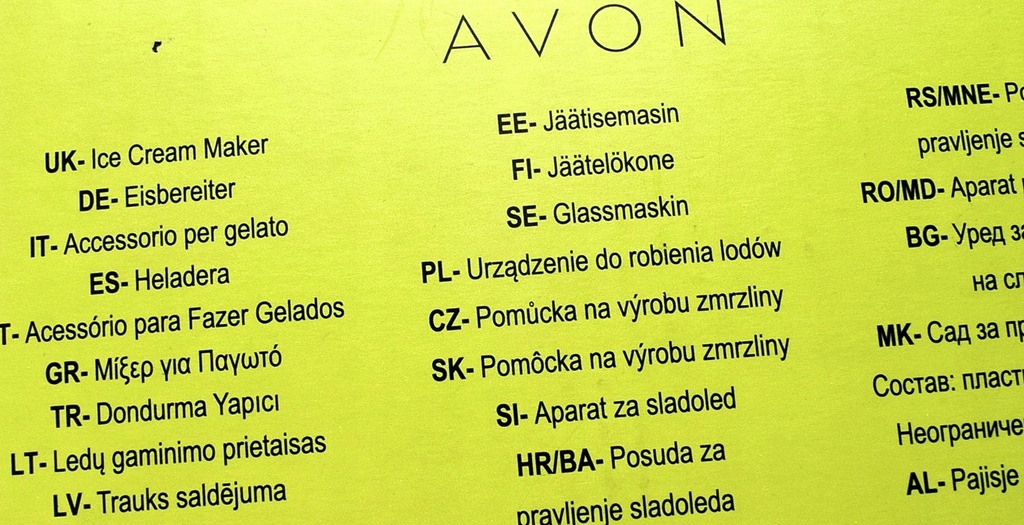 AVON
UK- Ice Cream Maker
DE- Eisbereiter
IT- Accessorio per gelato
ES- Heladera
T- Acessório para Fazer Gelados
GR- Μίξερ για Παγωτό
TR- Dondurma Yapıcı
LT- Ledų gaminimo prietaisas
LV- Trauks saldējuma
EE- Jäätisemasin
FI- Jäätelökone
SE- Glassmaskin
PL- Urządzenie do robienia lodów
CZ- Pomůcka na výrobu zmrzliny
SK- Pomôcka na výrobu zmrzliny
SI- Aparat za sladoled
HR/BA- Posuda za
pravljenje sladoleda
RS/MNE-
pravljenje
RO/MD- Aparat
BG- Уред за
на
MK- Сад за
Состав:
AL- Pajisje